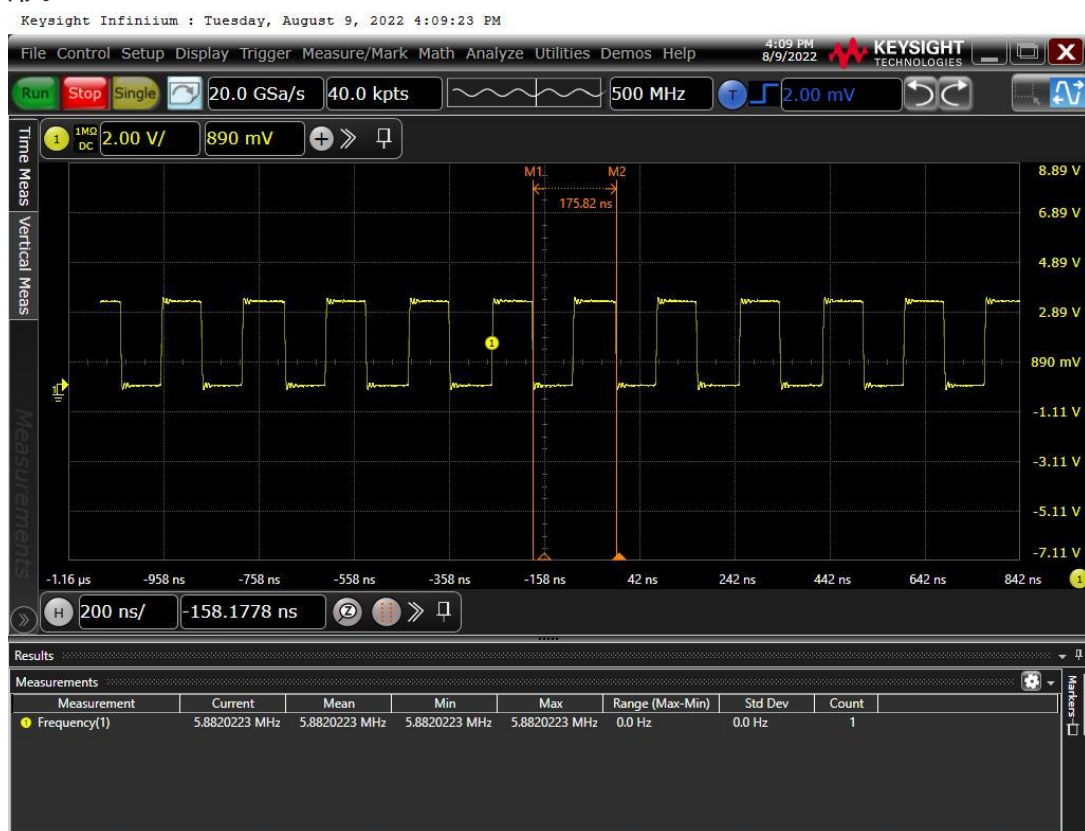 Keysight Infiniium : Tuesday, August 9, 2022 4:09:23 PM
File Control Setup Display Trigger Measure/Mark Math Analyze Utilities Demos Help 4:09 PM 8/9/2022 KEYSIGHT TECHNOLOGIES X
Run Stop Single 20.0 GSa/s 40.0 kpts 500 MHz T 2.00 mV
Time Meas
Vertical Meas
Measurements
1 1MΩ DC 2.00 V/ 890 mV
M1 M2
175.82 ns
8.89 V
6.89 V
4.89 V
2.89 V
1
890 mV
1
-1.11 V
-3.11 V
-5.11 V
-7.11 V
-1.16 µs -958 ns -758 ns -558 ns -358 ns -158 ns 42 ns 242 ns 442 ns 642 ns 842 ns 1
H 200 ns/ -158.1778 ns Z
Results
Measurements
Markers
Measurement Current Mean Min Max Range (Max-Min) Std Dev Count
1 Frequency(1) 5.8820223 MHz 5.8820223 MHz 5.8820223 MHz 5.8820223 MHz 0.0 Hz 0.0 Hz 1